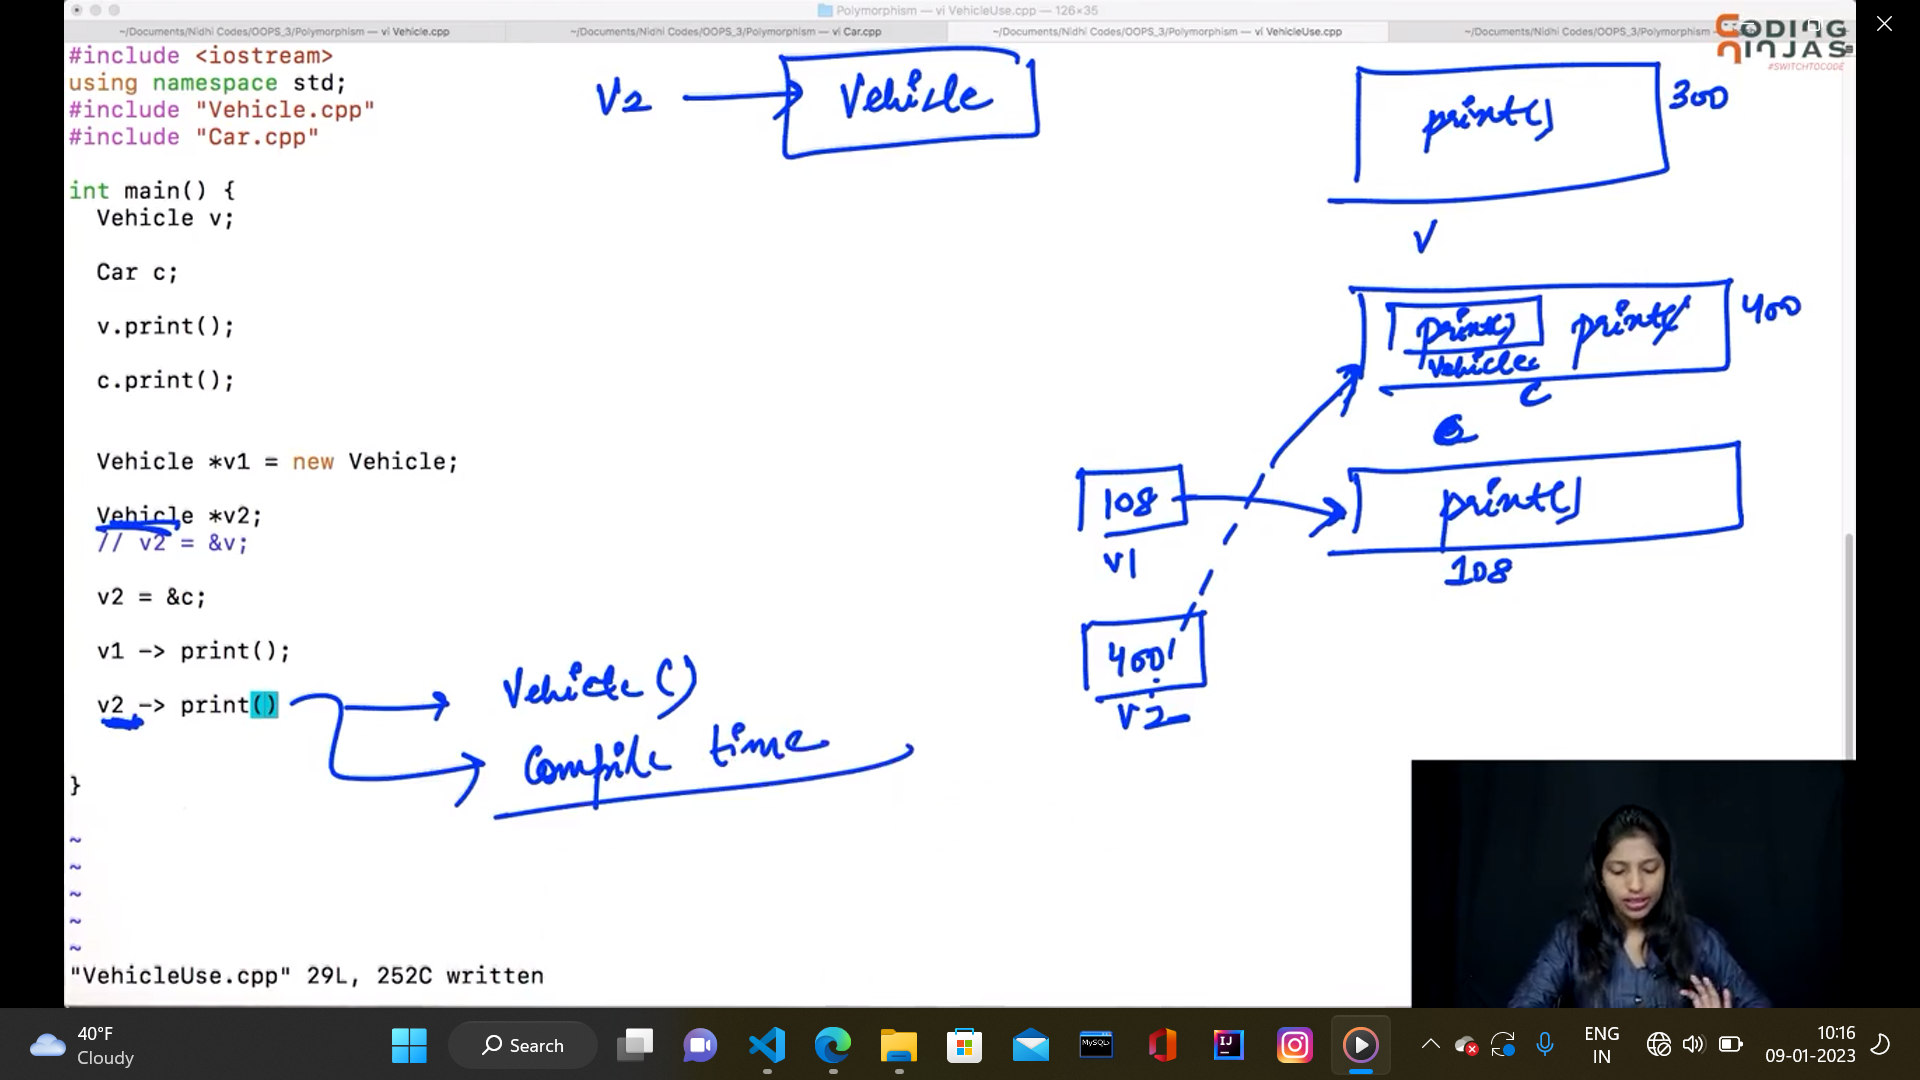 Polymorphism — vi VehicleUse.cpp — 126×35
~/Documents/Nidhi Codes/OOPS_3/Polymorphism — vi Vehicle.cpp
~/Documents/Nidhi Codes/OOPS_3/Polymorphism — vi Car.cpp
~/Documents/Nidhi Codes/OOPS_3/Polymorphism — vi VehicleUse.cpp
~/Documents/Nidhi Codes/OOPS_3/Polymorphism
CODING
NINJAS
#SWITCHTOCODE
#include <iostream>
using namespace std;
#include "Vehicle.cpp"
#include "Car.cpp"
int main() {
Vehicle v;
Car c;
v.print();
c.print();
Vehicle *v1 = new Vehicle;
Vehicle *v2;
// v2 = &v;
v2 = &c;
v1 -> print();
v2 -> print()
}
~
~
~
~
~
"VehicleUse.cpp" 29L, 252C written
V2
Vehicle
print()
300
V
print()
Vehicle
print()
400
C
108
V1
print()
108
400
V2
Vehicle()
Compile time
40°F
Cloudy
Search
MySQL
IJ
ENG
IN
10:16
09-01-2023